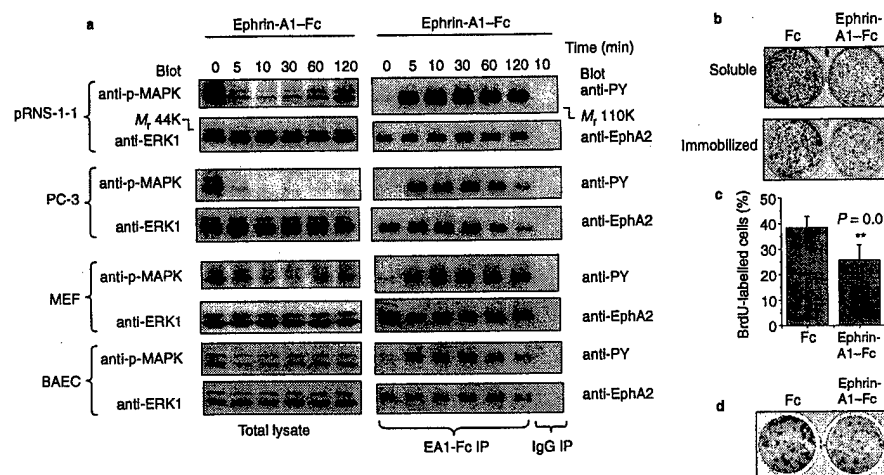 a
Ephrin-A1–Fc
Ephrin-A1–Fc
Time (min)
Blot
0 5 10 30 60 120
0 5 10 30 60 120 10
Blot
pRNS-1-1
anti-p-MAPK
anti-PY
Mr 44K
Mr 110K
anti-ERK1
anti-EphA2
PC-3
anti-p-MAPK
anti-PY
anti-ERK1
anti-EphA2
MEF
anti-p-MAPK
anti-PY
anti-ERK1
anti-EphA2
BAEC
anti-p-MAPK
anti-PY
anti-ERK1
anti-EphA2
Total lysate
EA1-Fc IP
IgG IP
b
Fc
Ephrin-
A1–Fc
Soluble
Immobilized
c
BrdU-labelled cells (%)
50
40
30
20
10
0
P = 0.0
**
Fc
Ephrin-
A1–Fc
d
Fc
Ephrin-
A1–Fc